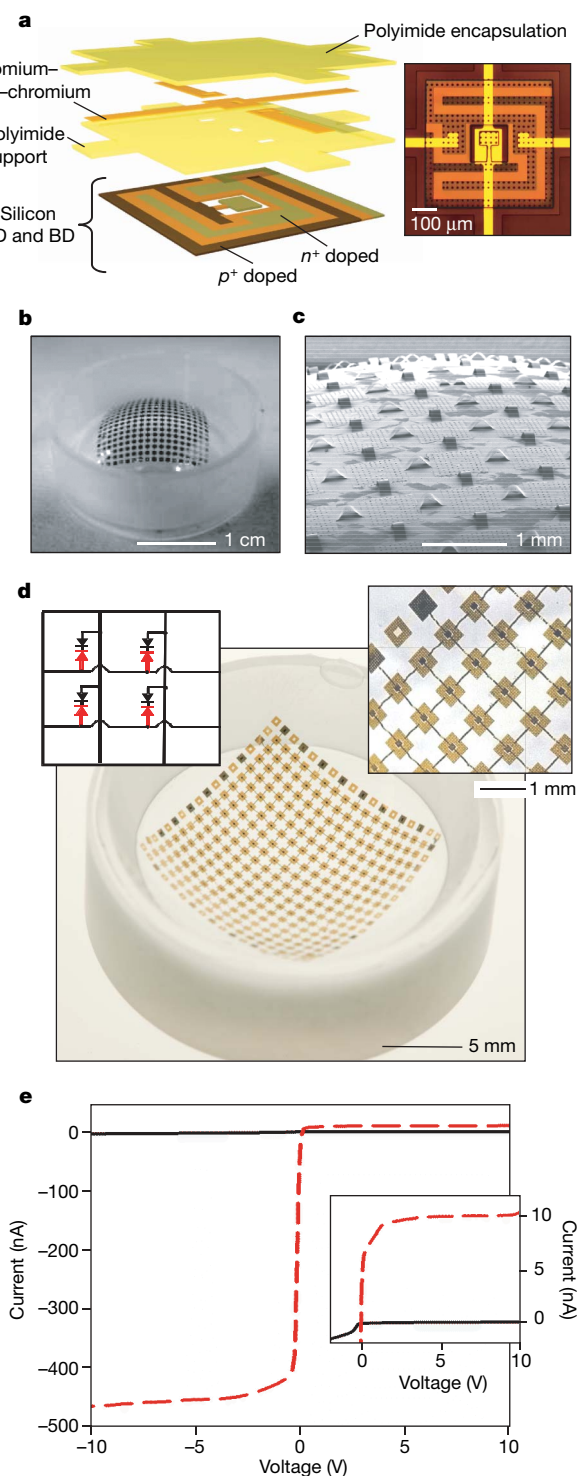 a
Polyimide encapsulation
omium–
–chromium
olyimide
upport
Silicon
D and BD
n+ doped
p+ doped
100 µm
b
c
1 cm
1 mm
d
1 mm
5 mm
e
0
–100
–200
–300
–400
–500
Current (nA)
–10
–5
0
5
10
Voltage (V)
10
5
0
Current (nA)
0
5
10
Voltage (V)